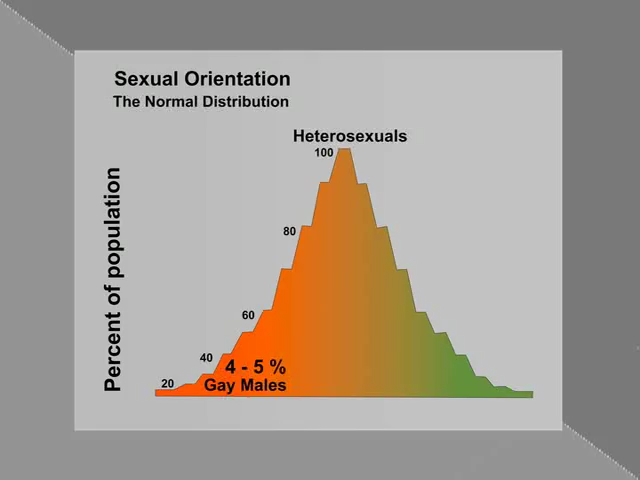 Sexual Orientation
The Normal Distribution
Heterosexuals
100
80
60
40
20
4 - 5 %
Gay Males
Percent of population